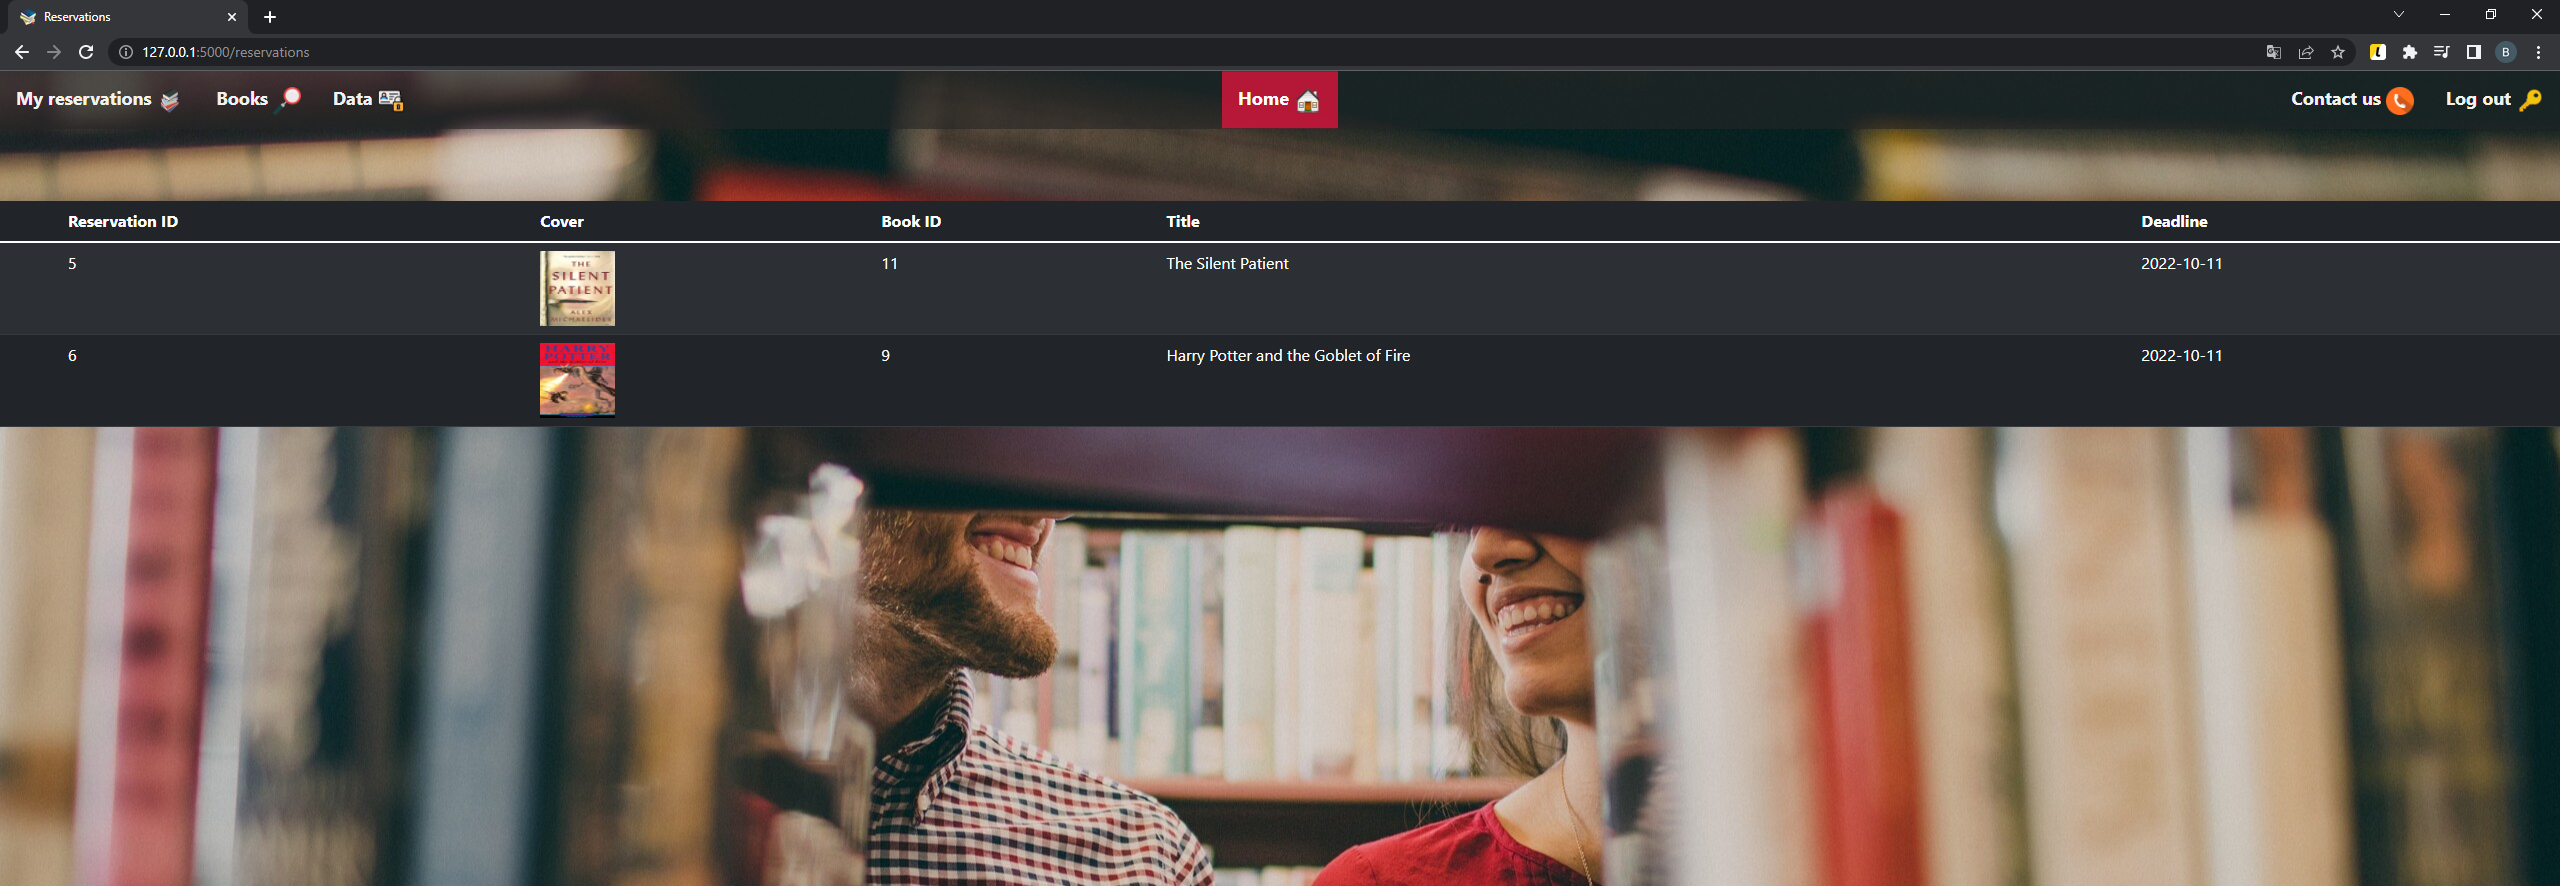 Reservations
127.0.0.1:5000/reservations
B
My reservations Books Data Home Contact us Log out
Reservation ID Cover Book ID Title Deadline
5 11 The Silent Patient 2022-10-11
THE
SILENT
PATIENT
ALEX
MICHAELIDES
6 9 Harry Potter and the Goblet of Fire 2022-10-11
HARRY
POTTER